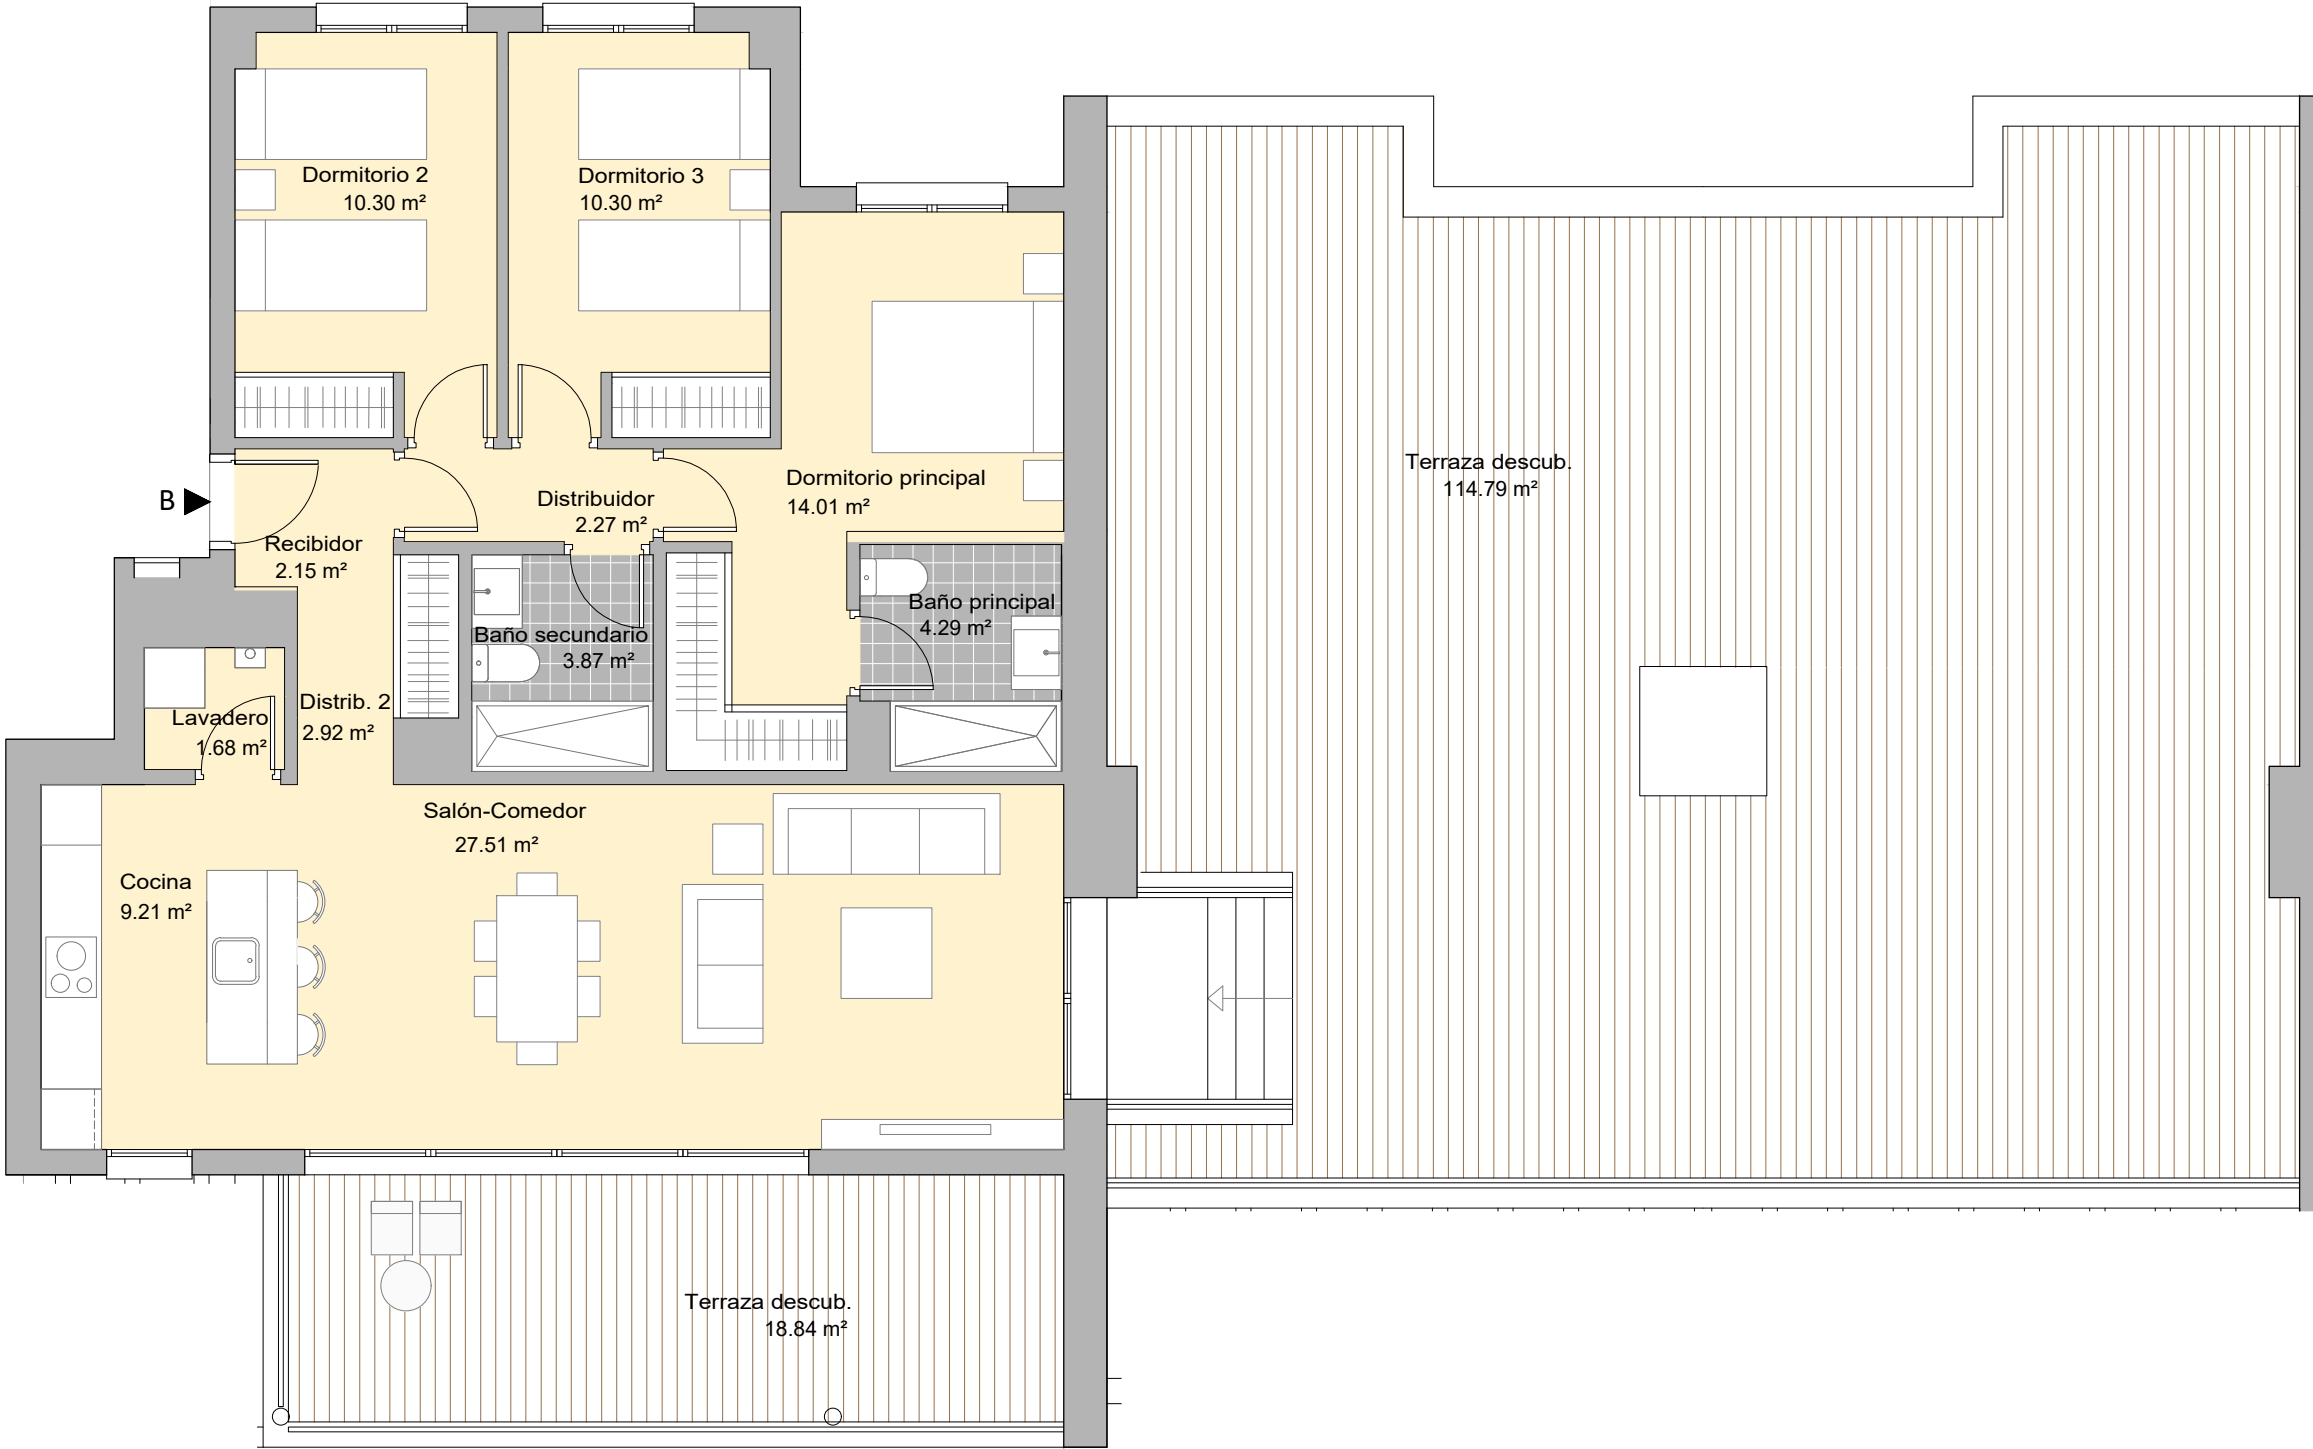 Dormitorio 2
10.30 m²
Dormitorio 3
10.30 m²
Dormitorio principal
14.01 m²
Terraza descub.
114.79 m²
B
Distribuidor
2.27 m²
Recibidor
2.15 m²
Baño principal
4.29 m²
Baño secundario
3.87 m²
Distrib. 2
2.92 m²
Lavadero
1.68 m²
Salón-Comedor
27.51 m²
Cocina
9.21 m²
Terraza descub.
18.84 m²